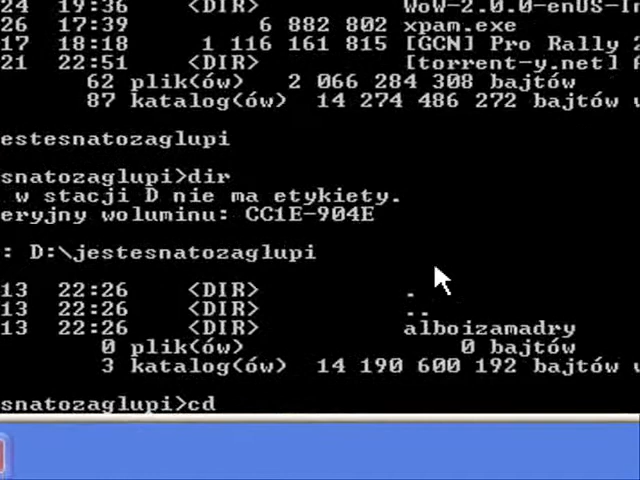 24 19:36 <DIR> WoW-2.0.0-enUS-In
26 17:39 6 882 802 xpam.exe
17 18:18 1 116 161 815 [GCN] Pro Rally 2
21 22:51 <DIR> [torrent-y.net] A
62 plik(ów) 2 066 284 308 bajtów
87 katalog(ów) 14 274 486 272 bajtów w
estesnatozaglupi
snatozaglupi>dir
w stacji D nie ma etykiety.
eryjny woluminu: CC1E-904E
: D:\jestesnatozaglupi
13 22:26 <DIR> .
13 22:26 <DIR> ..
13 22:26 <DIR> alboizamadry
0 plik(ów) 0 bajtów
3 katalog(ów) 14 190 600 192 bajtów w
snatozaglupi>cd